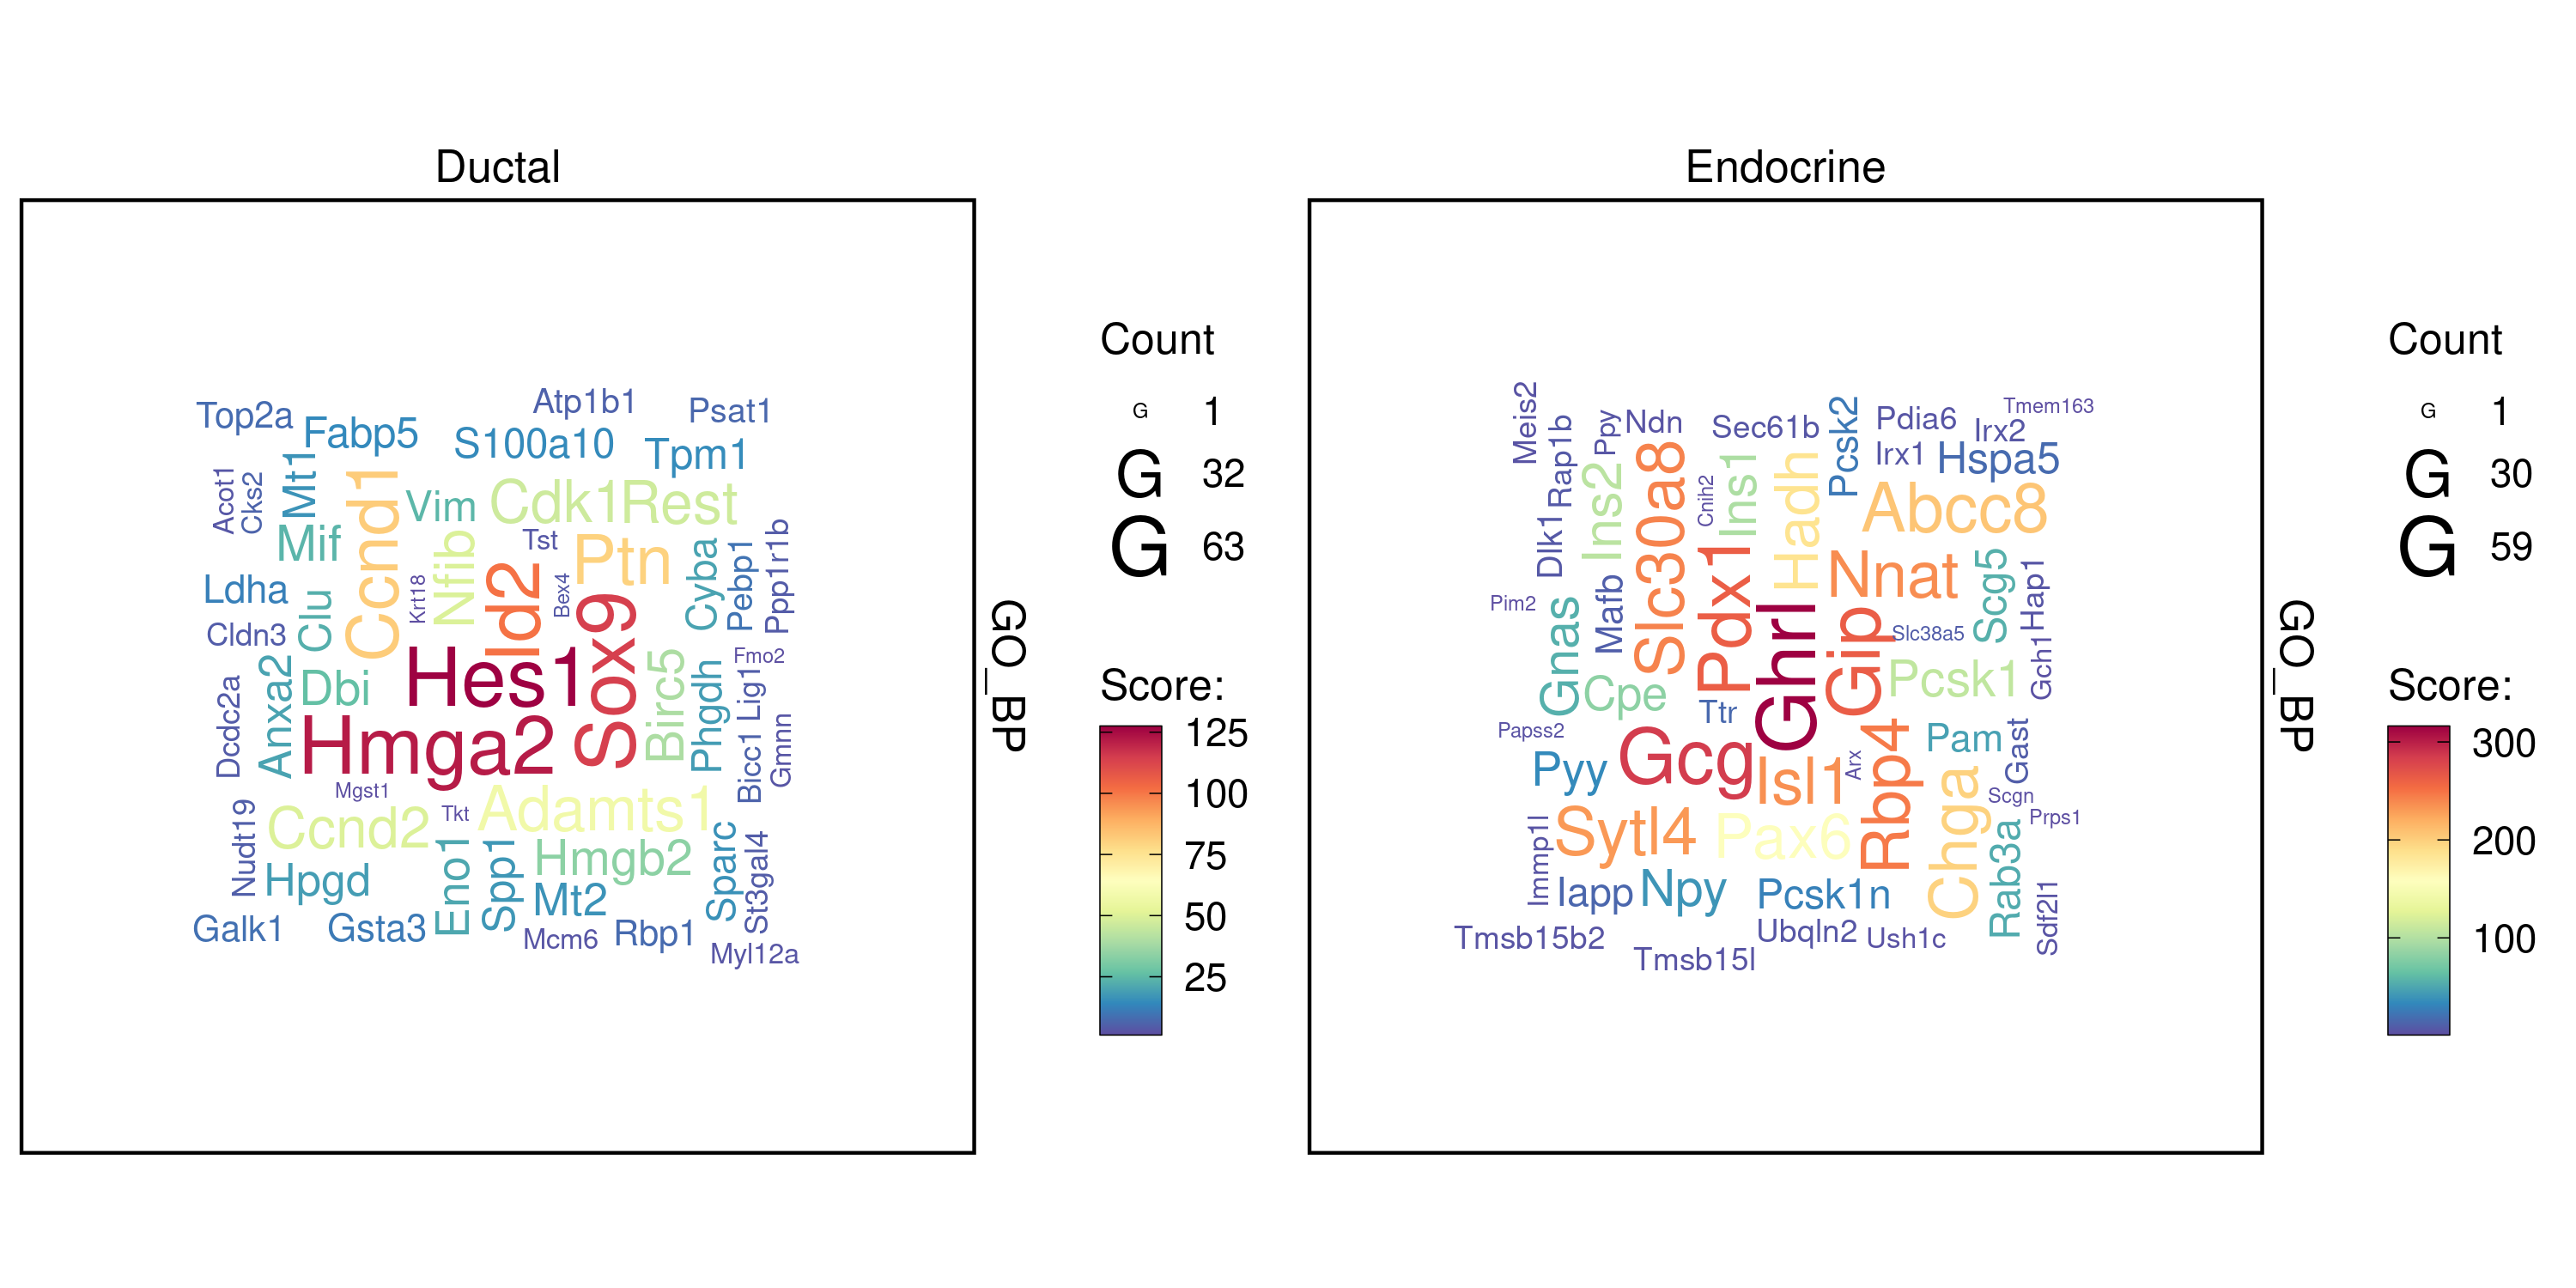 Ductal
Top2a
Fabp5
Atp1b1
Psat1
S100a10
Tpm1
Acot1
Cks2
Mt1
Ccnd1
Vim
Cdk1
Rest
Mif
Tst
Ptn
Nfib
Id2
Bex4
Krt18
Cyba
Pebp1
Ppp1r1b
Ldha
Clu
Cldn3
Sox9
Hes1
Birc5
Fmo2
Phgdh
Lig1
Dcdc2a
Anxa2
Dbi
Hmga2
Bicc1
Gmnn
Mgst1
Nudt19
Ccnd2
Tkt
Adamts1
Hpgd
Eno1
Spp1
Hmgb2
Sparc
St3gal4
Mt2
Galk1
Gsta3
Mcm6
Rbp1
Myl12a
GO_BP
Count
G 1
G 32
G 63
Score:
125
100
75
50
25
Endocrine
Meis2
Rap1b
Ppy
Ndn
Sec61b
Pcsk2
Pdia6
Tmem163
Irx2
Irx1
Hspa5
Dlk1
Ins2
Slc30a8
Cnih2
Ins1
Hadh
Abcc8
Pim2
Gnas
Mafb
Pdx1
Nnat
Scg5
Hap1
Ghrl
Gip
Slc38a5
Gch1
Cpe
Ttr
Pcsk1
Papss2
Pyy
Gcg
Isl1
Arx
Rbp4
Pam
Gast
Scgn
Prps1
Immp1l
Sytl4
Pax6
Chga
Rab3a
Sdf2l1
Iapp
Npy
Pcsk1n
Tmsb15b2
Ubqln2
Ush1c
Tmsb15l
GO_BP
Count
G 1
G 30
G 59
Score:
300
200
100